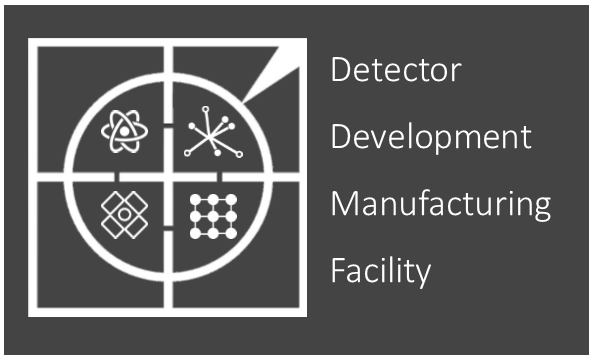 Detector
Development
Manufacturing
Facility